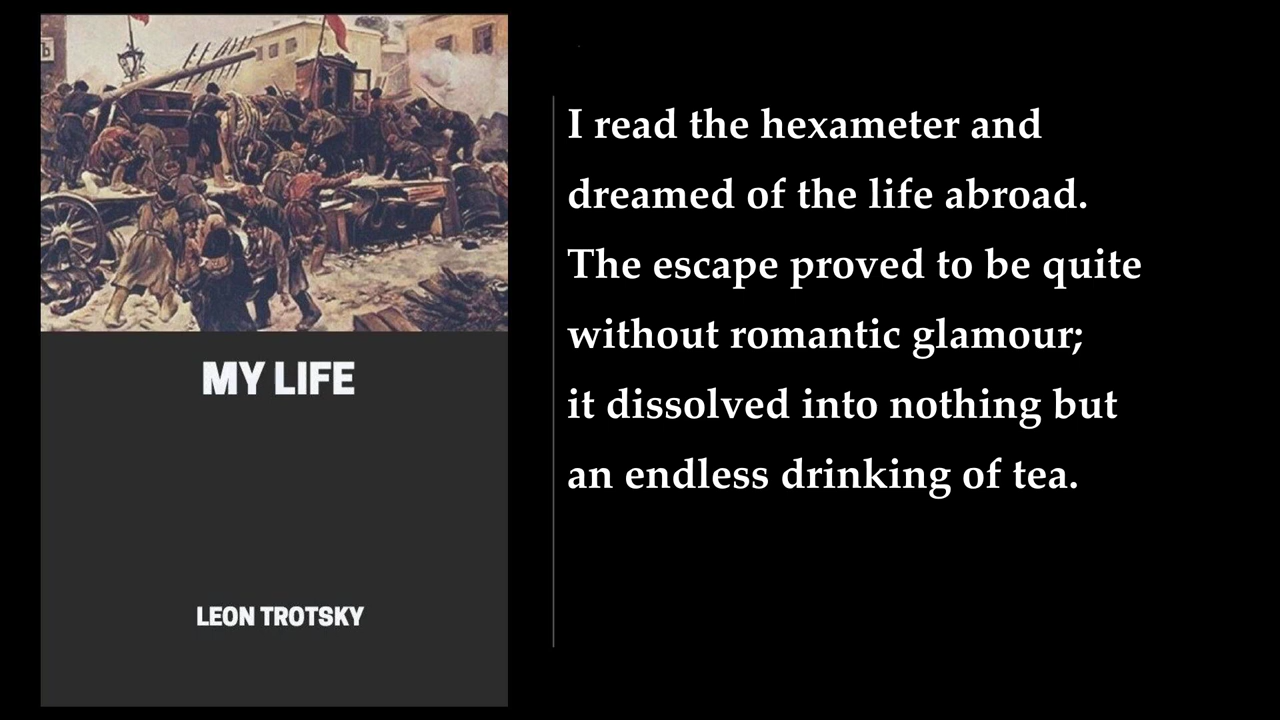 MY LIFE
LEON TROTSKY
I read the hexameter and
dreamed of the life abroad.
The escape proved to be quite
without romantic glamour;
it dissolved into nothing but
an endless drinking of tea.